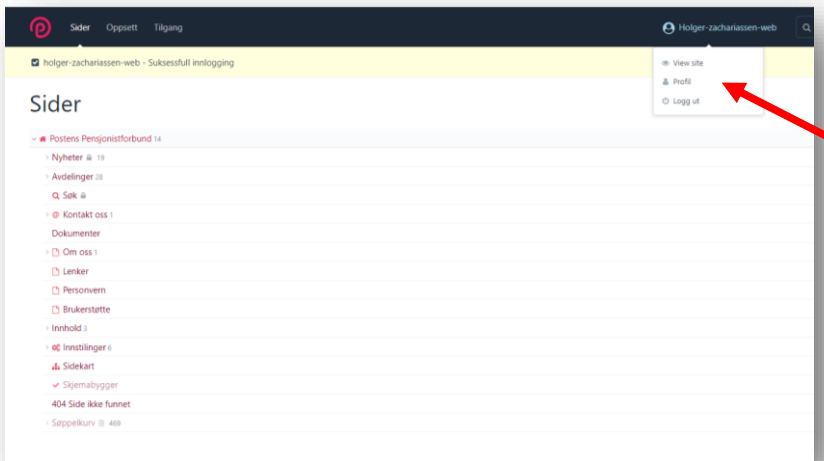 Sider Oppsett Tilgang Holger-zachariassen-web
holger-zachariassen-web - Suksessfull innlogging
View site
Profil
Logg ut
Sider
Postens Pensjonistforbund 14
Nyheter 19
Avdelinger 28
Søk
Kontakt oss 1
Dokumenter
Om oss 1
Lenker
Personvern
Brukerstøtte
Innhold 3
Innstilinger 6
Sidekart
Skjemabygger
404 Side ikke funnet
Søppelkurv 469